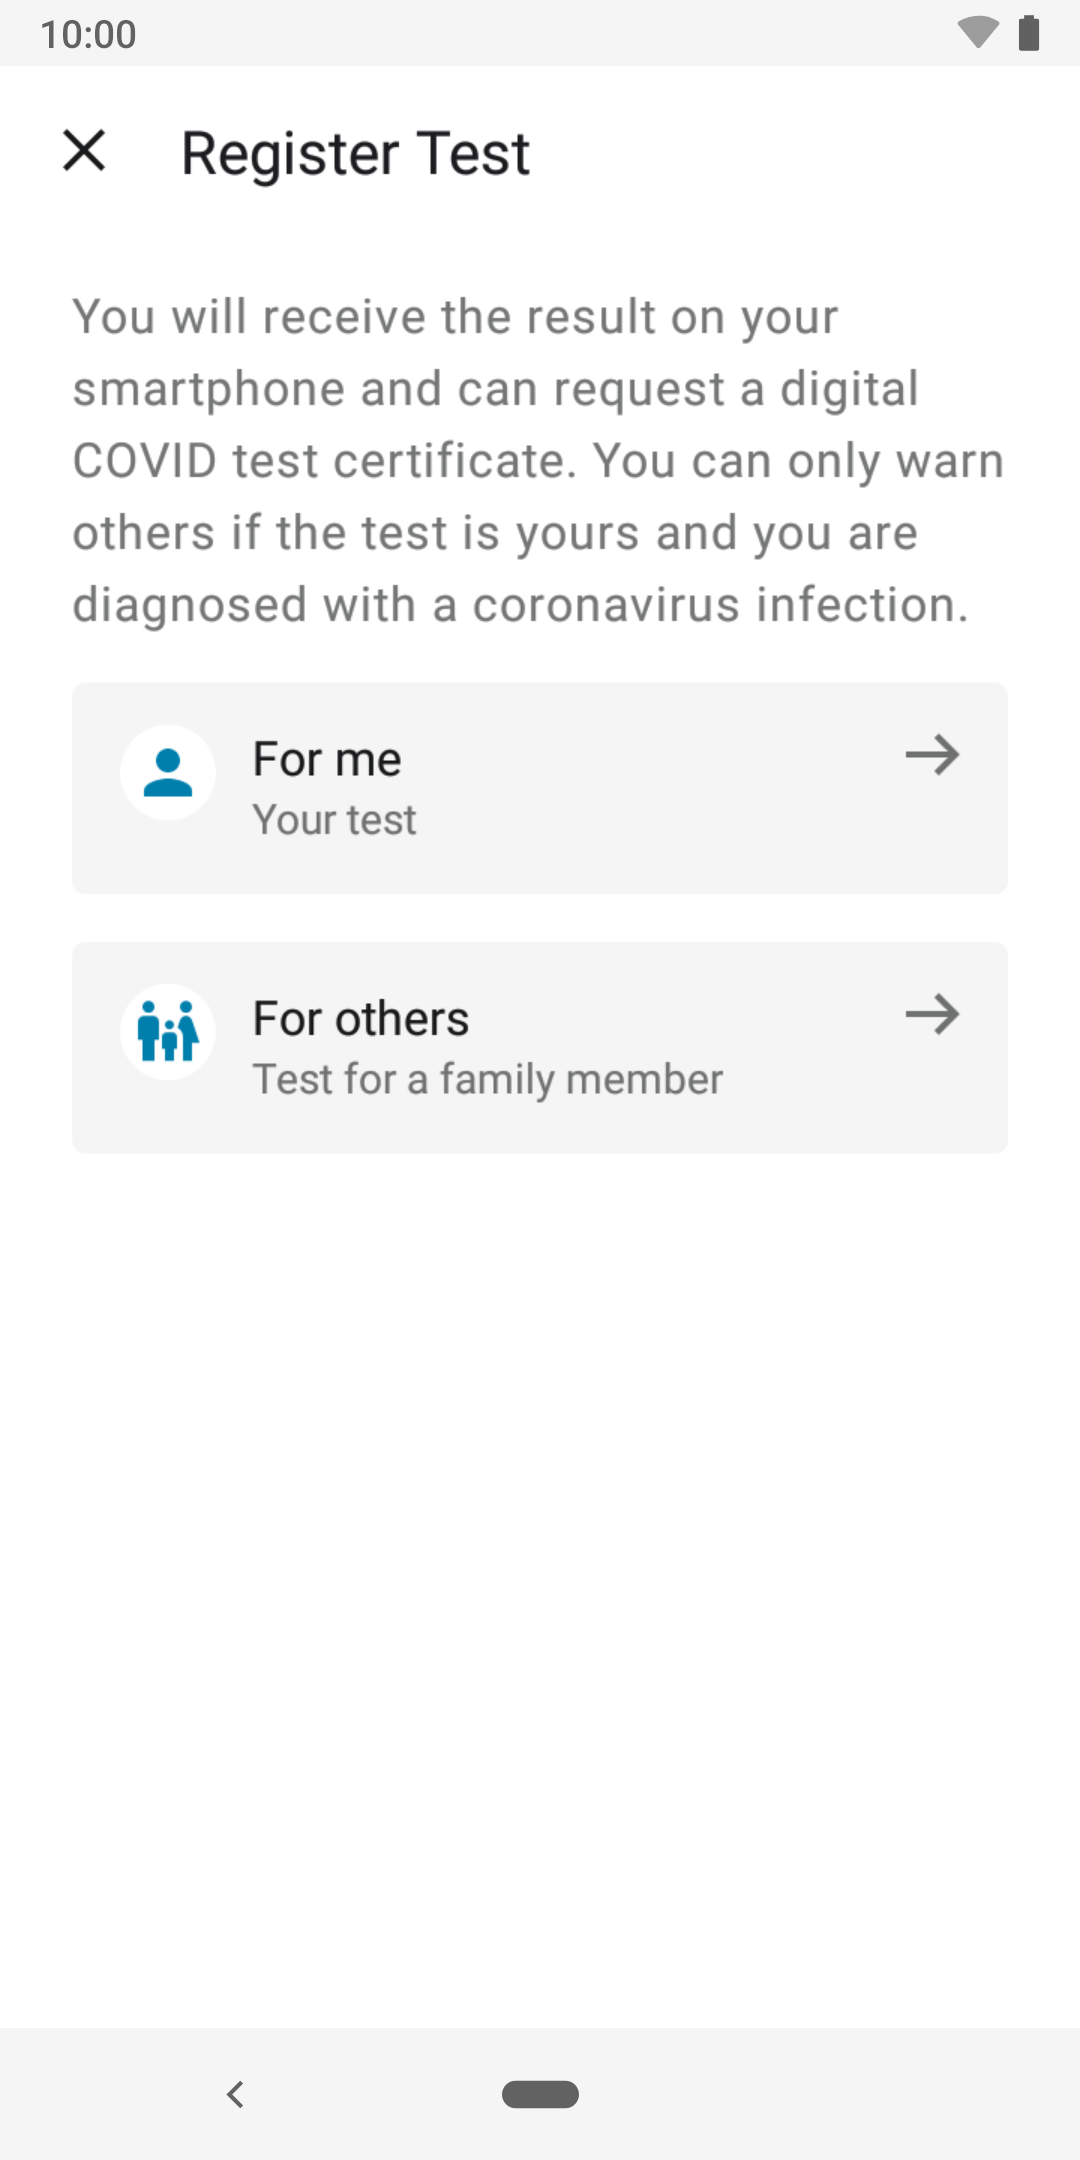 10:00
Register Test
You will receive the result on your
smartphone and can request a digital
COVID test certificate. You can only warn
others if the test is yours and you are
diagnosed with a coronavirus infection.
For me
Your test
For others
Test for a family member